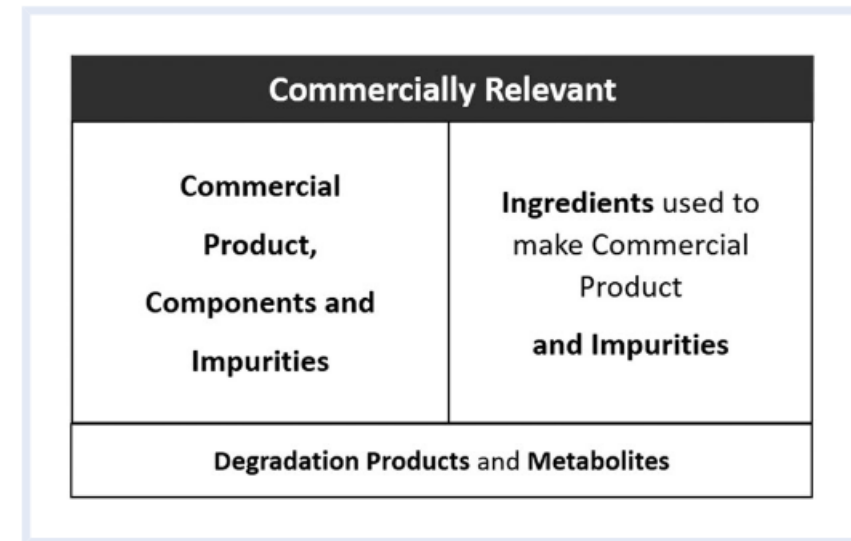 Commercially Relevant
Commercial
Product,
Components and
Impurities
Ingredients used to
make Commercial
Product
and Impurities
Degradation Products and Metabolites